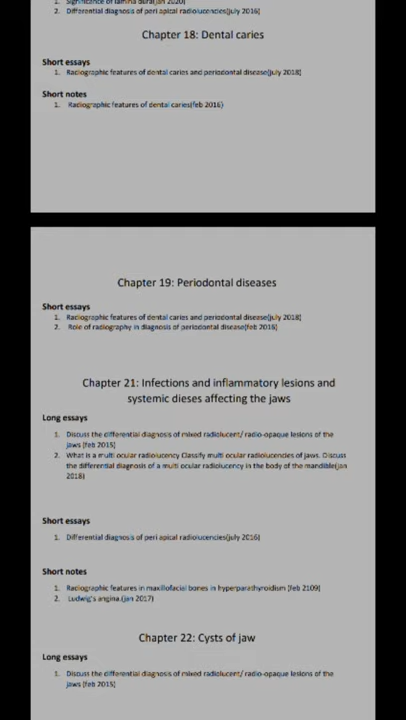 1. Significance of lamina dura(jan 2020)
2. Differential diagnosis of peri apical radiolucencies(july 2016)
Chapter 18: Dental caries
Short essays
1. Radiographic features of dental caries and periodontal disease(july 2018)
Short notes
1. Radiographic features of dental caries(feb 2016)
Chapter 19: Periodontal diseases
Short essays
1. Radiographic features of dental caries and periodontal disease(july 2018)
2. Role of radiography in diagnosis of periodontal disease(feb 2016)
Chapter 21: Infections and inflammatory lesions and
systemic dieses affecting the jaws
Long essays
1. Discuss the differential diagnosis of mixed radiolucent/ radio-opaque lesions of the
jaws (feb 2015)
2. What is a multi ocular radiolucency Classify multi ocular radiolucencies of jaws. Discuss
the differential diagnosis of a multi ocular radiolucency in the body of the mandible(jan
2018)
Short essays
1. Differential diagnosis of peri apical radiolucencies(july 2016)
Short notes
1. Radiographic features in maxillofacial bones in hyperparathyroidism (feb 2109)
2. Ludwig's angina.(jan 2017)
Chapter 22: Cysts of jaw
Long essays
1. Discuss the differential diagnosis of mixed radiolucent/ radio-opaque lesions of the
jaws (feb 2015)